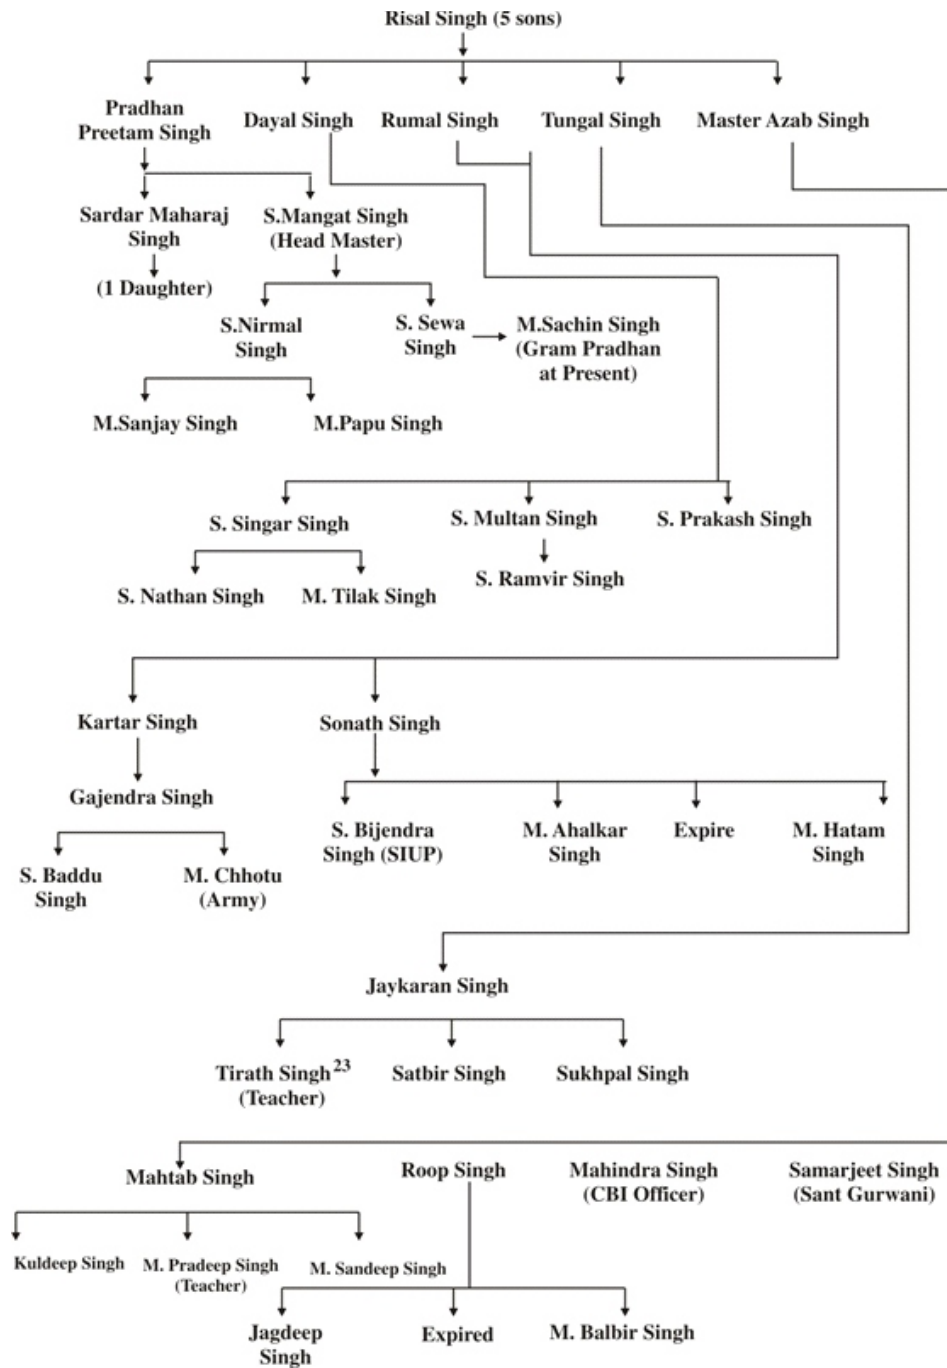 Risal Singh (5 sons)
Pradhan
Preetam Singh
Dayal Singh
Rumal Singh
Tungal Singh
Master Azab Singh
Sardar Maharaj
Singh
S.Mangat Singh
(Head Master)
(1 Daughter)
S.Nirmal
Singh
S. Sewa
Singh
M.Sachin Singh
(Gram Pradhan
at Present)
M.Sanjay Singh
M.Papu Singh
S. Singar Singh
S. Multan Singh
S. Prakash Singh
S. Nathan Singh
M. Tilak Singh
S. Ramvir Singh
Kartar Singh
Sonath Singh
Gajendra Singh
S. Bijendra
Singh (SIUP)
M. Ahalkar
Singh
Expire
M. Hatam
Singh
S. Baddu
Singh
M. Chhotu
(Army)
Jaykaran Singh
Tirath Singh23
(Teacher)
Satbir Singh
Sukhpal Singh
Mahtab Singh
Roop Singh
Mahindra Singh
(CBI Officer)
Samarjeet Singh
(Sant Gurwani)
Kuldeep Singh
M. Pradeep Singh
(Teacher)
M. Sandeep Singh
Jagdeep
Singh
Expired
M. Balbir Singh